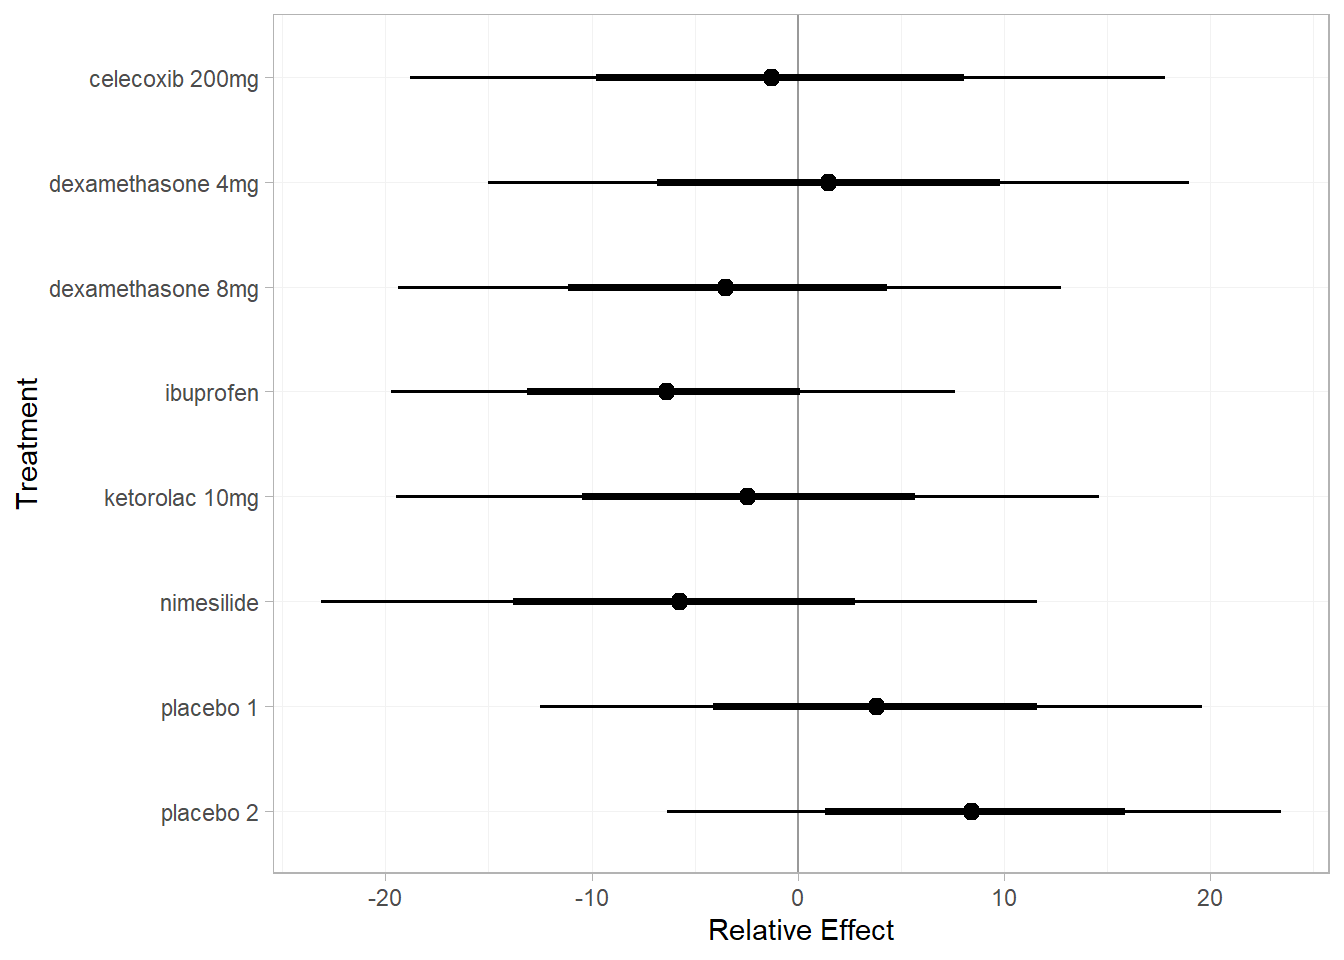 celecoxib 200mg
dexamethasone 4mg
dexamethasone 8mg
ibuprofen
ketorolac 10mg
nimesilide
placebo 1
placebo 2
Treatment
-20 -10 0 10 20
Relative Effect